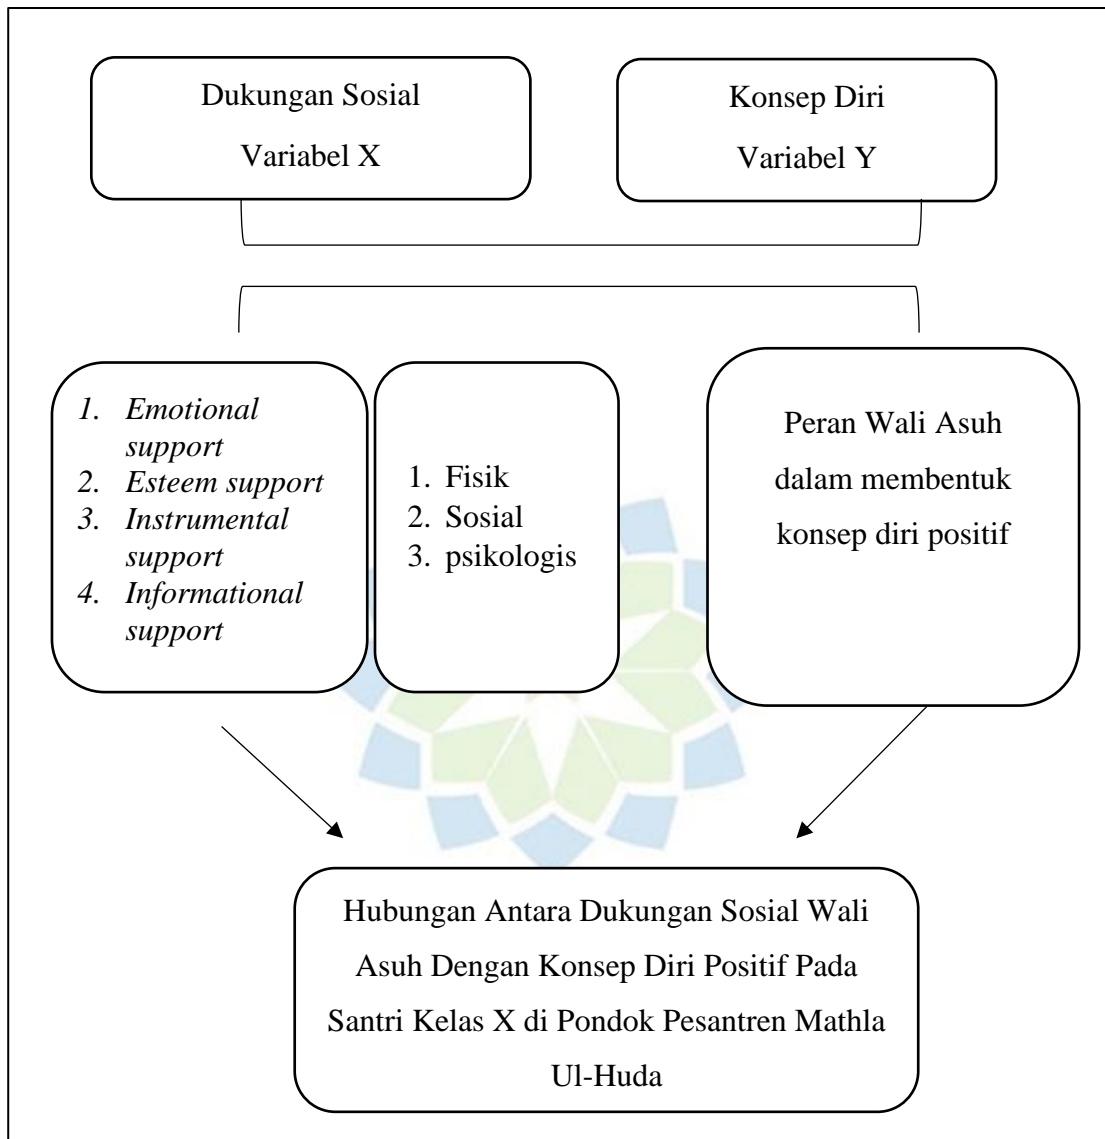 Dukungan Sosial
Variabel X
Konsep Diri
Variabel Y
1. Emotional
support
2. Esteem support
3. Instrumental
support
4. Informational
support
1. Fisik
2. Sosial
3. psikologis
Peran Wali Asuh
dalam membentuk
konsep diri positif
Hubungan Antara Dukungan Sosial Wali
Asuh Dengan Konsep Diri Positif Pada
Santri Kelas X di Pondok Pesantren Mathla
Ul-Huda